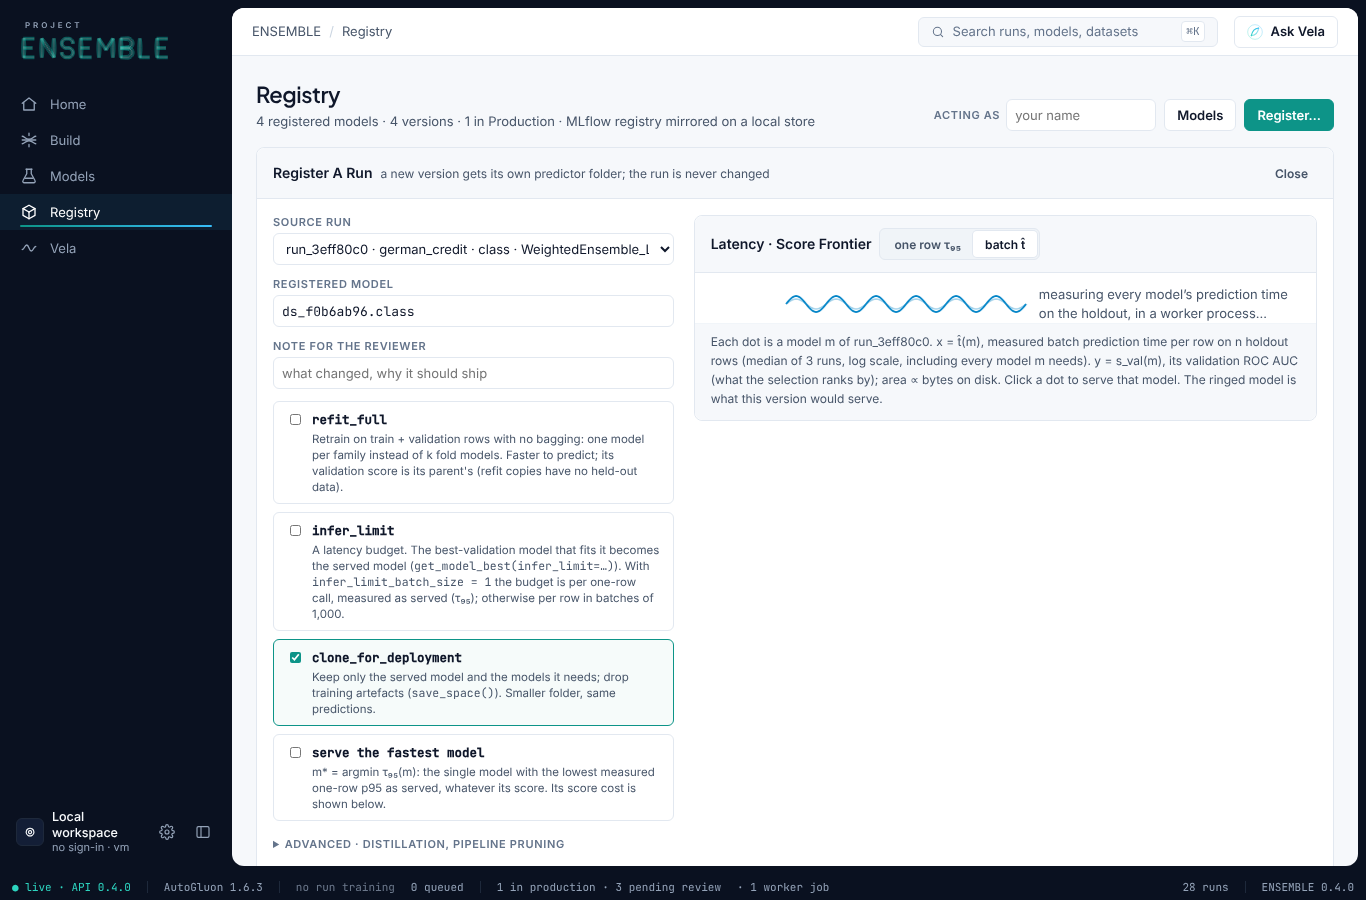 PROJECT
ENSEMBLE
Home
Build
Models
Registry
Vela
Local
workspace
no sign-in · vm
ENSEMBLE / Registry
Search runs, models, datasets
⌘K
Ask Vela
Registry
4 registered models · 4 versions · 1 in Production · MLflow registry mirrored on a local store
ACTING AS
your name
Models
Register...
Register A Run a new version gets its own predictor folder; the run is never changed
Close
SOURCE RUN
run_3eff80c0 · german_credit · class · WeightedEnsemble_L
REGISTERED MODEL
ds_f0b6ab96.class
NOTE FOR THE REVIEWER
what changed, why it should ship
refit_full
Retrain on train + validation rows with no bagging: one model
per family instead of k fold models. Faster to predict; its
validation score is its parent's (refit copies have no held-out
data).
infer_limit
A latency budget. The best-validation model that fits it becomes
the served model (get_model_best(infer_limit=…)). With
infer_limit_batch_size = 1 the budget is per one-row
call, measured as served (τ₉₅); otherwise per row in batches of
1,000.
clone_for_deployment
Keep only the served model and the models it needs; drop
training artefacts (save_space()). Smaller folder, same
predictions.
serve the fastest model
m* = argmin τ₉₅(m): the single model with the lowest measured
one-row p95 as served, whatever its score. Its score cost is
shown below.
ADVANCED · DISTILLATION, PIPELINE PRUNING
Latency · Score Frontier
one row τ₉₅
batch t̂
measuring every model's prediction time
on the holdout, in a worker process...
Each dot is a model m of run_3eff80c0. x = t̂(m), measured batch prediction time per row on n holdout
rows (median of 3 runs, log scale, including every model m needs). y = s_val(m), its validation ROC AUC
(what the selection ranks by); area ∝ bytes on disk. Click a dot to serve that model. The ringed model is
what this version would serve.
live · API 0.4.0
AutoGluon 1.6.3
no run training 0 queued
1 in production · 3 pending review · 1 worker job
28 runs
ENSEMBLE 0.4.0